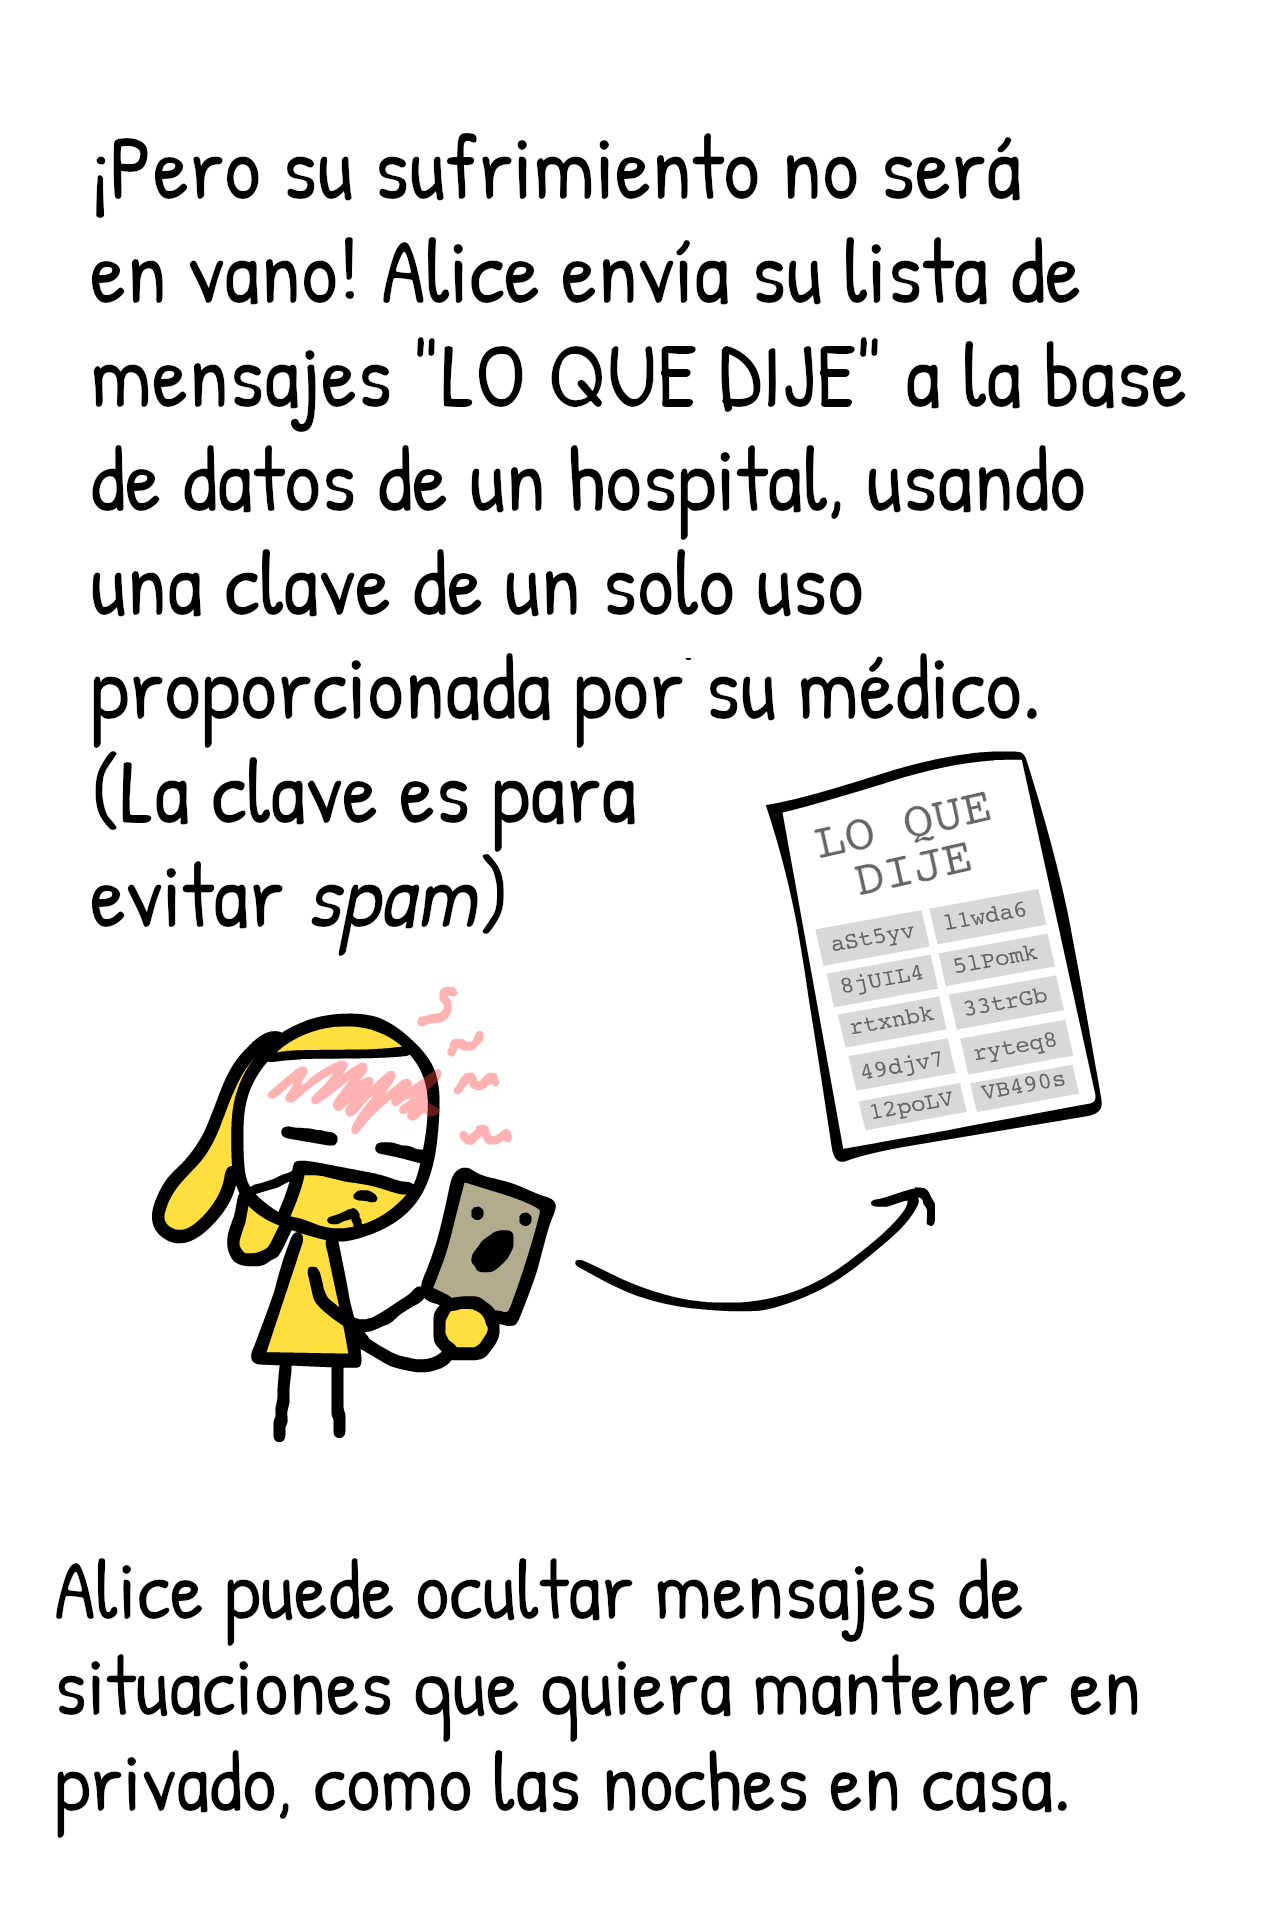 ¡Pero su sufrimiento no será
en vano! Alice envía su lista de
mensajes "LO QUE DIJE" a la base
de datos de un hospital, usando
una clave de un solo uso
proporcionada por su médico.
(La clave es para
evitar spam)
LO QUE
DIJE
aSt5yv l1wda6
8jUIL4 5lPomk
rtxnbk 33trGb
49djv7 ryteq8
12poLV VB490s
Alice puede ocultar mensajes de
situaciones que quiera mantener en
privado, como las noches en casa.